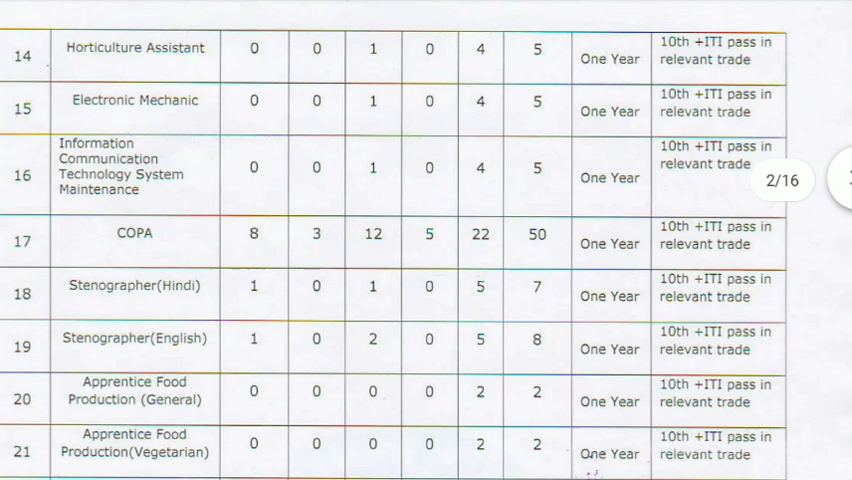 14 Horticulture Assistant 0 0 1 0 4 5 One Year 10th +ITI pass in
relevant trade
15 Electronic Mechanic 0 0 1 0 4 5 One Year 10th +ITI pass in
relevant trade
16 Information
Communication
Technology System
Maintenance 0 0 1 0 4 5 One Year 10th +ITI pass in
relevant trade
2/16
17 COPA 8 3 12 5 22 50 One Year 10th +ITI pass in
relevant trade
18 Stenographer(Hindi) 1 0 1 0 5 7 One Year 10th +ITI pass in
relevant trade
19 Stenographer(English) 1 0 2 0 5 8 One Year 10th +ITI pass in
relevant trade
20 Apprentice Food
Production (General) 0 0 0 0 2 2 One Year 10th +ITI pass in
relevant trade
21 Apprentice Food
Production(Vegetarian) 0 0 0 0 2 2 One Year 10th +ITI pass in
relevant trade